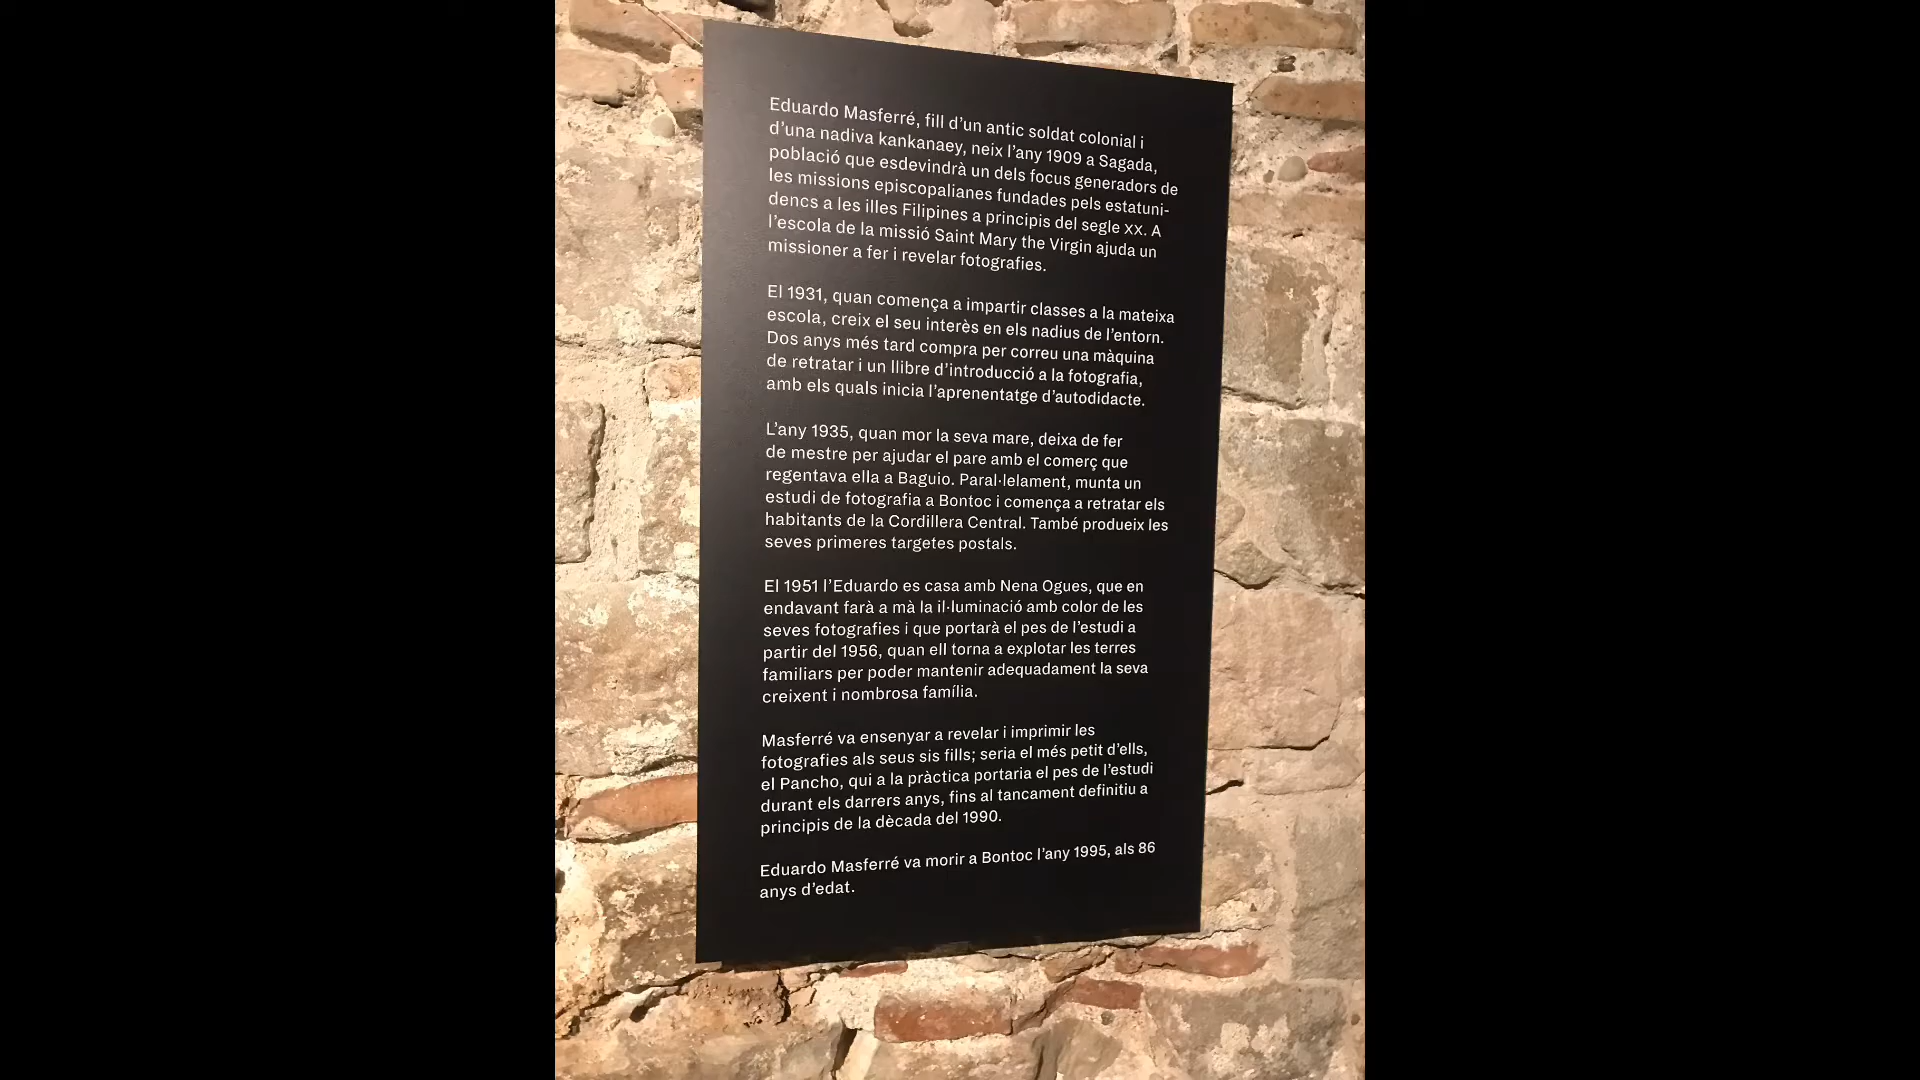 Eduardo Masferré, fill d’un antic soldat colonial i
d’una nadiva kankanaey, neix l’any 1909 a Sagada,
població que esdevindrà un dels focus generadors de
les missions episcopalianes fundades pels estatuni-
dencs a les illes Filipines a principis del segle XX. A
l’escola de la missió Saint Mary the Virgin ajuda un
missioner a fer i revelar fotografies.
El 1931, quan comença a impartir classes a la mateixa
escola, creix el seu interès en els nadius de l’entorn.
Dos anys més tard compra per correu una màquina
de retratar i un llibre d’introducció a la fotografia,
amb els quals inicia l’aprenentatge d’autodidacte.
L’any 1935, quan mor la seva mare, deixa de fer
de mestre per ajudar el pare amb el comerç que
regentava ella a Baguio. Paral·lelament, munta un
estudi de fotografia a Bontoc i comença a retratar els
habitants de la Cordillera Central. També produeix les
seves primeres targetes postals.
El 1951 l’Eduardo es casa amb Nena Ogues, que en
endavant farà a mà la il·luminació amb color de les
seves fotografies i que portarà el pes de l’estudi a
partir del 1956, quan ell torna a explotar les terres
familiars per poder mantenir adequadament la seva
creixent i nombrosa família.
Masferré va ensenyar a revelar i imprimir les
fotografies als seus sis fills; seria el més petit d’ells,
el Pancho, qui a la pràctica portaria el pes de l’estudi
durant els darrers anys, fins al tancament definitiu a
principis de la dècada del 1990.
Eduardo Masferré va morir a Bontoc l’any 1995, als 86
anys d’edat.